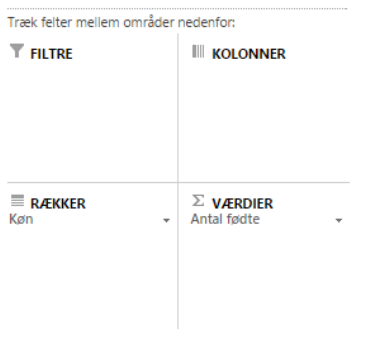 Træk felter mellem områder nedenfor:
FILTRE
KOLONNER
RÆKKER
Køn
VÆRDIER
Antal fødte